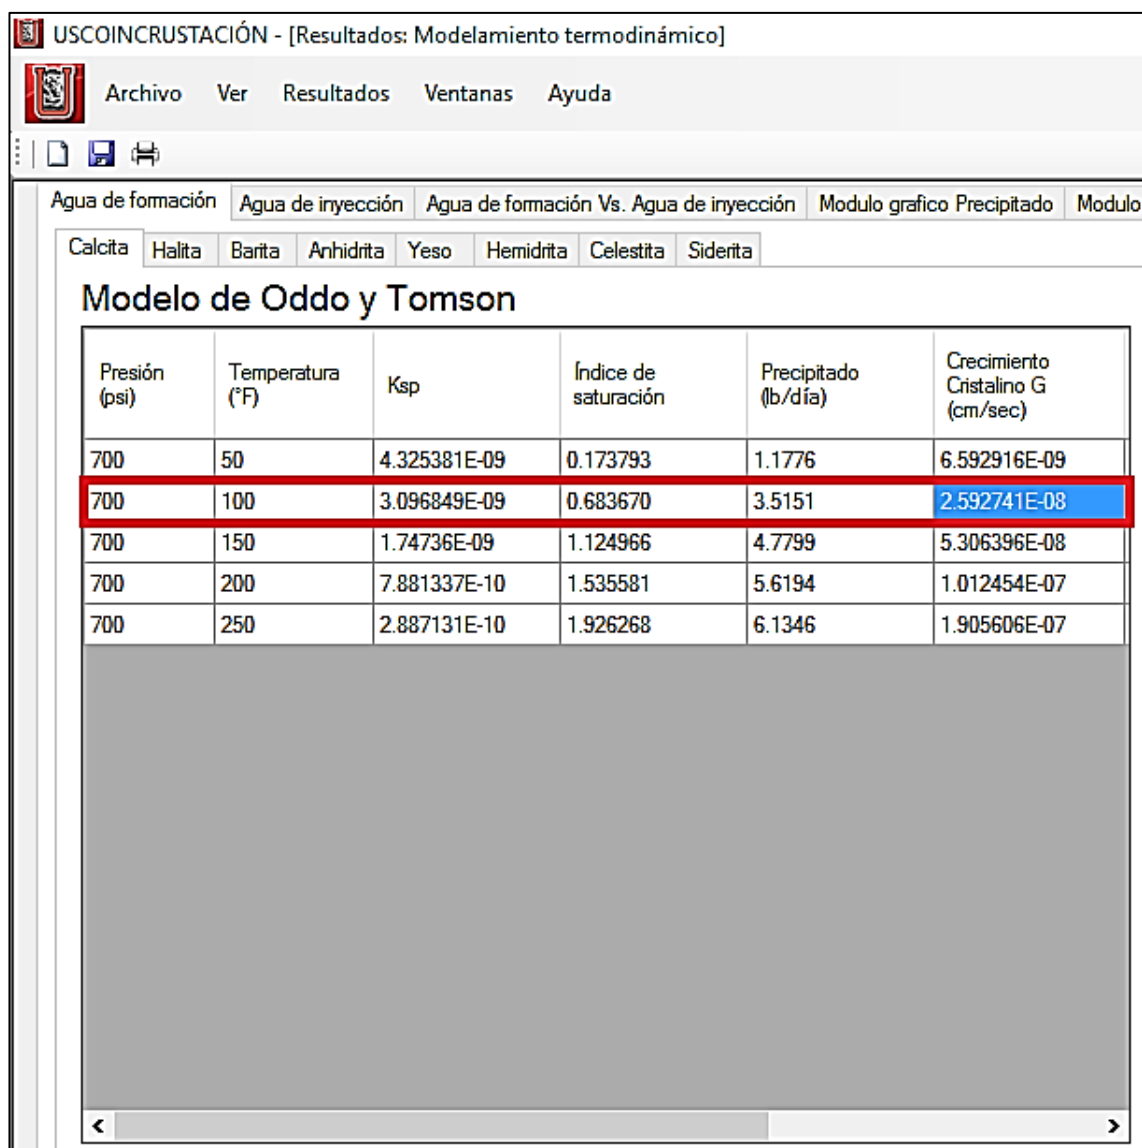 USCOINCRUSTACIÓN - [Resultados: Modelamiento termodinámico]
Archivo Ver Resultados Ventanas Ayuda
Agua de formación Agua de inyección Agua de formación Vs. Agua de inyección Modulo grafico Precipitado Modulo
Calcita Halita Barita Anhidrita Yeso Hemidrita Celestita Siderita
Modelo de Oddo y Tomson
Presión (psi) Temperatura (°F) Ksp Índice de saturación Precipitado (lb/día) Crecimiento Cristalino G (cm/sec)
700 50 4.325381E-09 0.173793 1.1776 6.592916E-09
700 100 3.096849E-09 0.683670 3.5151 2.592741E-08
700 150 1.74736E-09 1.124966 4.7799 5.306396E-08
700 200 7.881337E-10 1.535581 5.6194 1.012454E-07
700 250 2.887131E-10 1.926268 6.1346 1.905606E-07